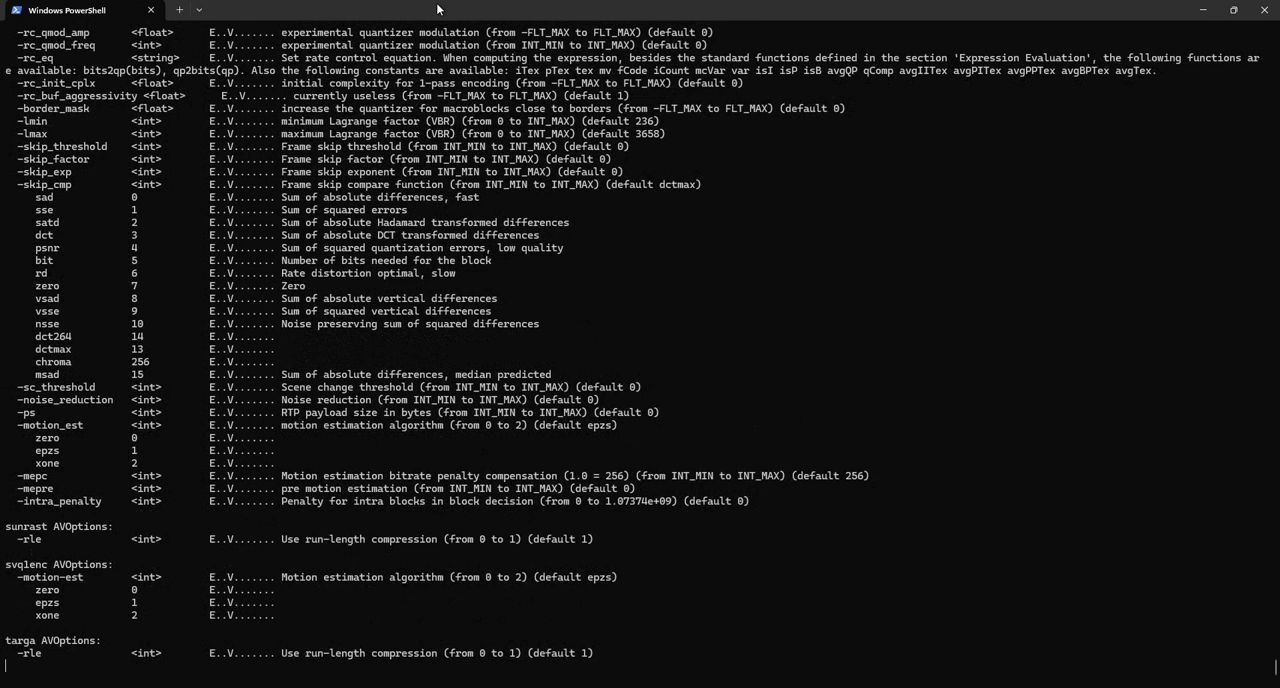 Windows PowerShell
-rc_qmod_amp <float> E..V....... experimental quantizer modulation (from -FLT_MAX to FLT_MAX) (default 0)
-rc_qmod_freq <int> E..V....... experimental quantizer modulation (from INT_MIN to INT_MAX) (default 0)
-rc_eq <string> E..V....... Set rate control equation. When computing the expression, besides the standard functions defined in the section 'Expression Evaluation', the following functions ar
e available: bits2qp(bits), qp2bits(qp). Also the following constants are available: iTex pTex tex mv fCode iCount mcVar var isI isP isB avgQP qComp avgIITex avgPITex avgPPTex avgBPTex avgTex.
-rc_init_cplx <float> E..V....... initial complexity for 1-pass encoding (from -FLT_MAX to FLT_MAX) (default 0)
-rc_buf_aggressivity <float> E..V....... currently useless (from -FLT_MAX to FLT_MAX) (default 1)
-border_mask <float> E..V....... increase the quantizer for macroblocks close to borders (from -FLT_MAX to FLT_MAX) (default 0)
-lmin <int> E..V....... minimum Lagrange factor (VBR) (from 0 to INT_MAX) (default 236)
-lmax <int> E..V....... maximum Lagrange factor (VBR) (from 0 to INT_MAX) (default 3658)
-skip_threshold <int> E..V....... Frame skip threshold (from INT_MIN to INT_MAX) (default 0)
-skip_factor <int> E..V....... Frame skip factor (from INT_MIN to INT_MAX) (default 0)
-skip_exp <int> E..V....... Frame skip exponent (from INT_MIN to INT_MAX) (default 0)
-skip_cmp <int> E..V....... Frame skip compare function (from INT_MIN to INT_MAX) (default dctmax)
sad 0 E..V....... Sum of absolute differences, fast
sse 1 E..V....... Sum of squared errors
satd 2 E..V....... Sum of absolute Hadamard transformed differences
dct 3 E..V....... Sum of absolute DCT transformed differences
psnr 4 E..V....... Sum of squared quantization errors, low quality
bit 5 E..V....... Number of bits needed for the block
rd 6 E..V....... Rate distortion optimal, slow
zero 7 E..V....... Zero
vsad 8 E..V....... Sum of absolute vertical differences
vsse 9 E..V....... Sum of squared vertical differences
nsse 10 E..V....... Noise preserving sum of squared differences
dct264 14 E..V.......
dctmax 13 E..V.......
chroma 256 E..V.......
msad 15 E..V....... Sum of absolute differences, median predicted
-sc_threshold <int> E..V....... Scene change threshold (from INT_MIN to INT_MAX) (default 0)
-noise_reduction <int> E..V....... Noise reduction (from INT_MIN to INT_MAX) (default 0)
-ps <int> E..V....... RTP payload size in bytes (from INT_MIN to INT_MAX) (default 0)
-motion_est <int> E..V....... motion estimation algorithm (from 0 to 2) (default epzs)
zero 0 E..V.......
epzs 1 E..V.......
xone 2 E..V.......
-mepc <int> E..V....... Motion estimation bitrate penalty compensation (1.0 = 256) (from INT_MIN to INT_MAX) (default 256)
-mepre <int> E..V....... pre motion estimation (from INT_MIN to INT_MAX) (default 0)
-intra_penalty <int> E..V....... Penalty for intra blocks in block decision (from 0 to 1.07374e+09) (default 0)
sunrast AVOptions:
-rle <int> E..V....... Use run-length compression (from 0 to 1) (default 1)
svq1enc AVOptions:
-motion-est <int> E..V....... Motion estimation algorithm (from 0 to 2) (default epzs)
zero 0 E..V.......
epzs 1 E..V.......
xone 2 E..V.......
targa AVOptions:
-rle <int> E..V....... Use run-length compression (from 0 to 1) (default 1)